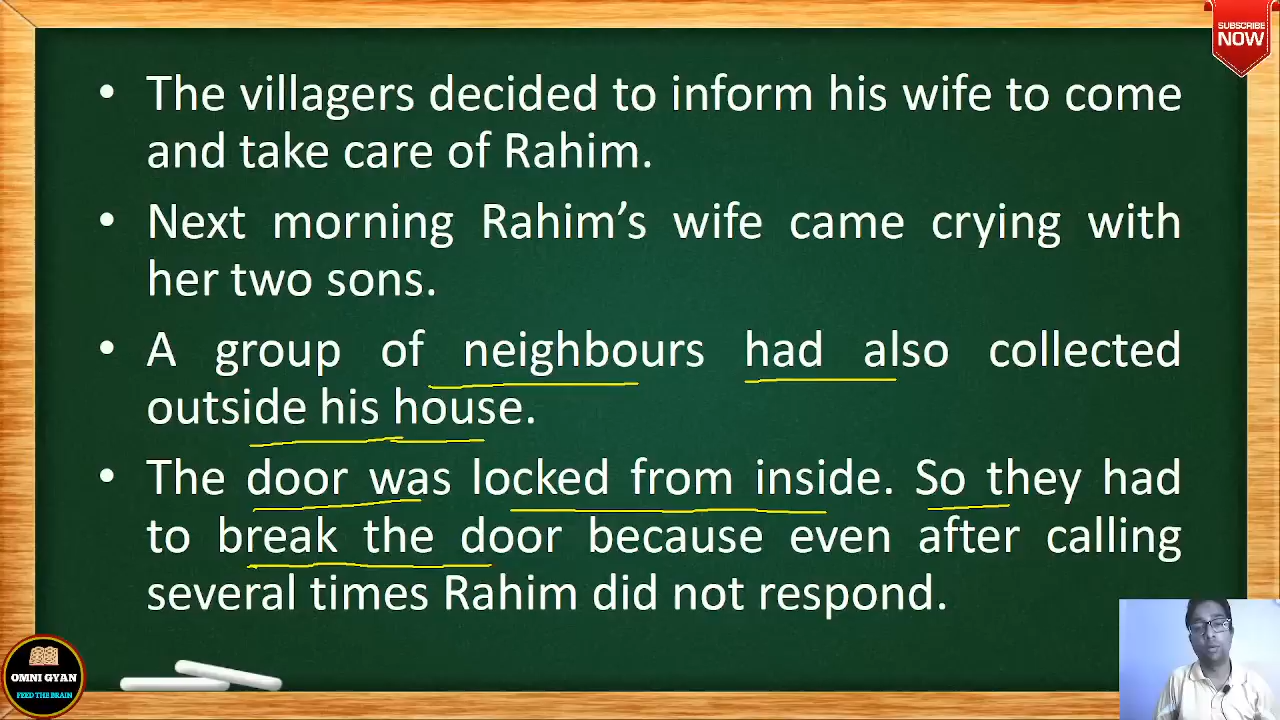 SUBSCRIBE
NOW
• The villagers decided to inform his wife to come
and take care of Rahim.
• Next morning Rahim’s wife came crying with
her two sons.
• A group of neighbours had also collected
outside his house.
• The door was locked from inside. So they had
to break the door because even after calling
several times Rahim did not respond.
OMNI GYAN
FEED THE BRAIN